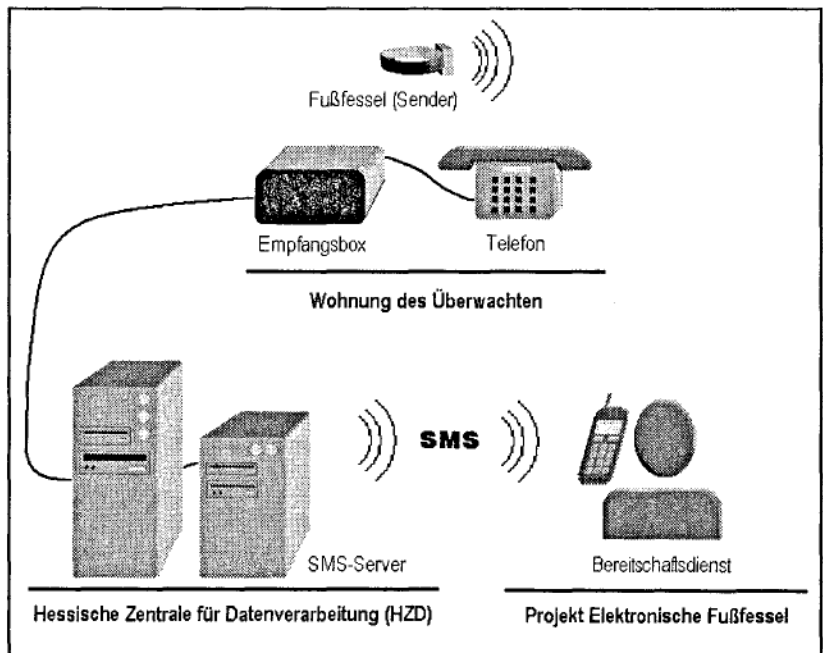 Fußfessel (Sender)
Empfangsbox
Telefon
Wohnung des Überwachten
SMS
SMS-Server
Bereitschaftsdienst
Hessische Zentrale für Datenverarbeitung (HZD)
Projekt Elektronische Fußfessel